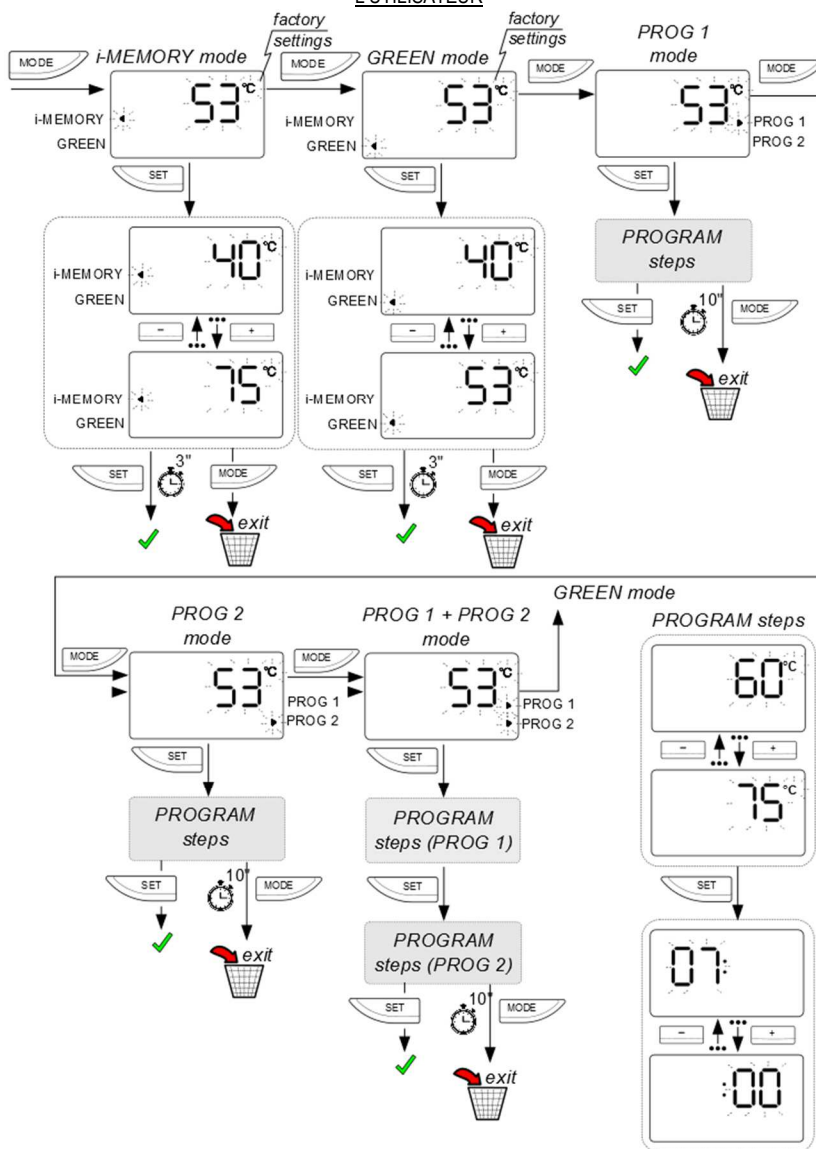 L'UTILISATEUR
factory
settings
factory
settings
PROG 1
mode
MODE
i-MEMORY mode
MODE
GREEN mode
MODE
MODE
53°C
i-MEMORY
GREEN
53°C
i-MEMORY
GREEN
53°C
PROG 1
PROG 2
SET
SET
SET
40°C
i-MEMORY
GREEN
- +
75°C
i-MEMORY
GREEN
40°C
i-MEMORY
GREEN
- +
53°C
i-MEMORY
GREEN
PROGRAM
steps
SET
10"
MODE
exit
SET
3"
MODE
exit
SET
3"
MODE
exit
GREEN mode
PROG 2
mode
PROG 1 + PROG 2
mode
PROGRAM steps
MODE
53°C
PROG 1
PROG 2
MODE
53°C
PROG 1
PROG 2
60°C
- +
75°C
SET
SET
PROGRAM
steps
PROGRAM
steps (PROG 1)
SET
SET
10"
MODE
exit
SET
PROGRAM
steps (PROG 2)
SET
10"
MODE
exit
07:
- +
:00